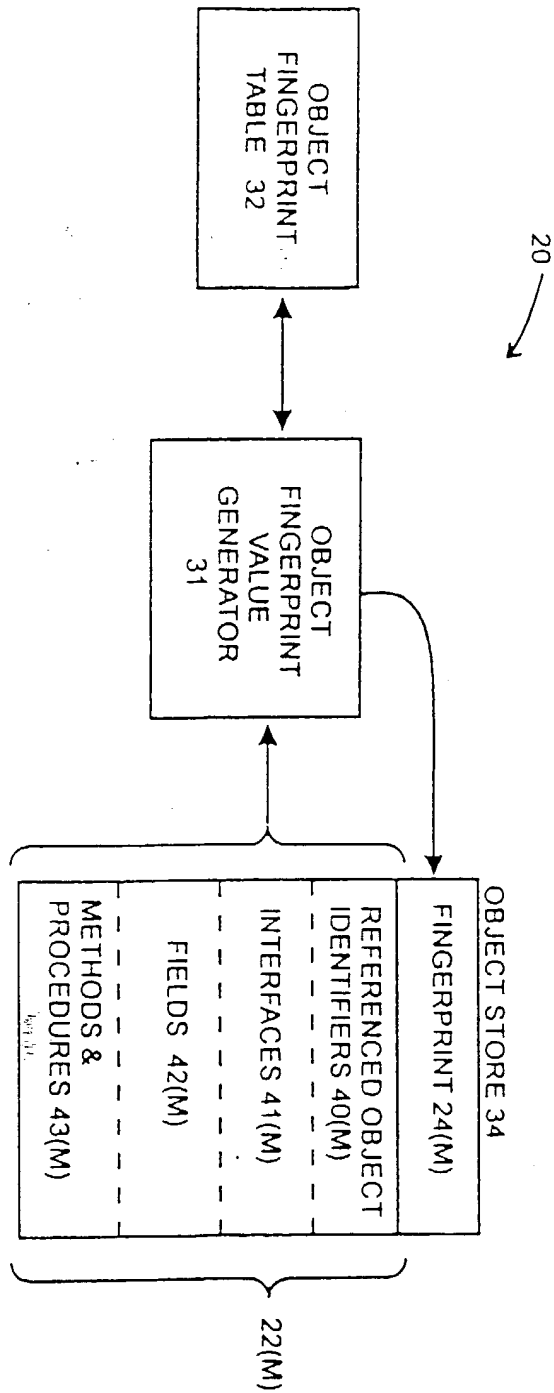 20
OBJECT
FINGERPRINT
TABLE 32
OBJECT
FINGERPRINT
VALUE
GENERATOR
31
OBJECT STORE 34
FINGERPRINT 24(M)
REFERENCED OBJECT
IDENTIFIERS 40(M)
INTERFACES 41(M)
FIELDS 42(M)
METHODS &
PROCEDURES 43(M)
22(M)